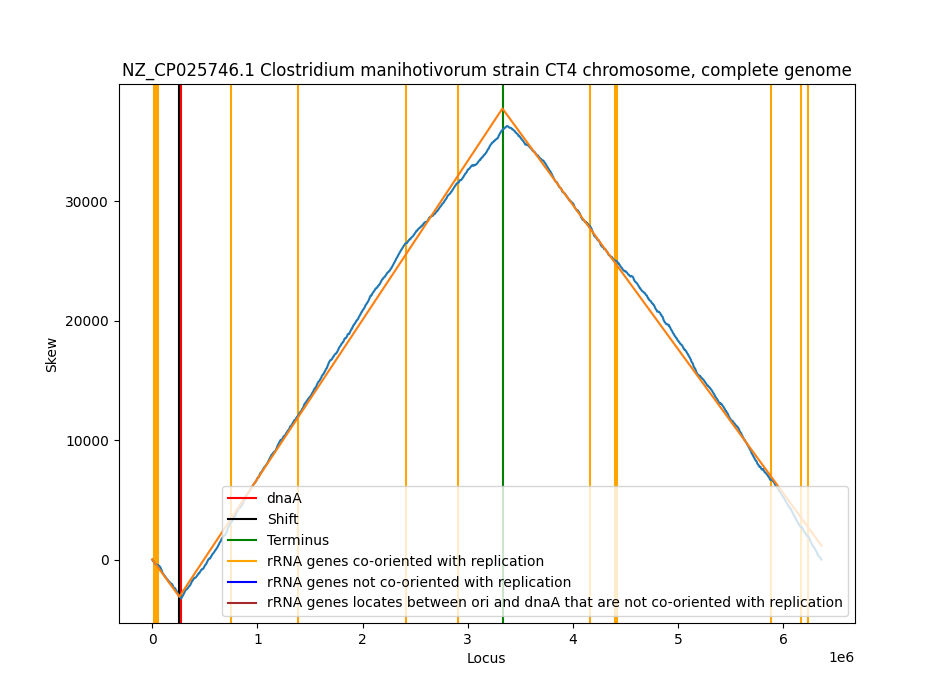 NZ_CP025746.1 Clostridium manihotivorum strain CT4 chromosome, complete genome
30000
20000
10000
0
Skew
dnaA
Shift
Terminus
rRNA genes co-oriented with replication
rRNA genes not co-oriented with replication
rRNA genes locates between ori and dnaA that are not co-oriented with replication
0 1 2 3 4 5 6
1e6
Locus